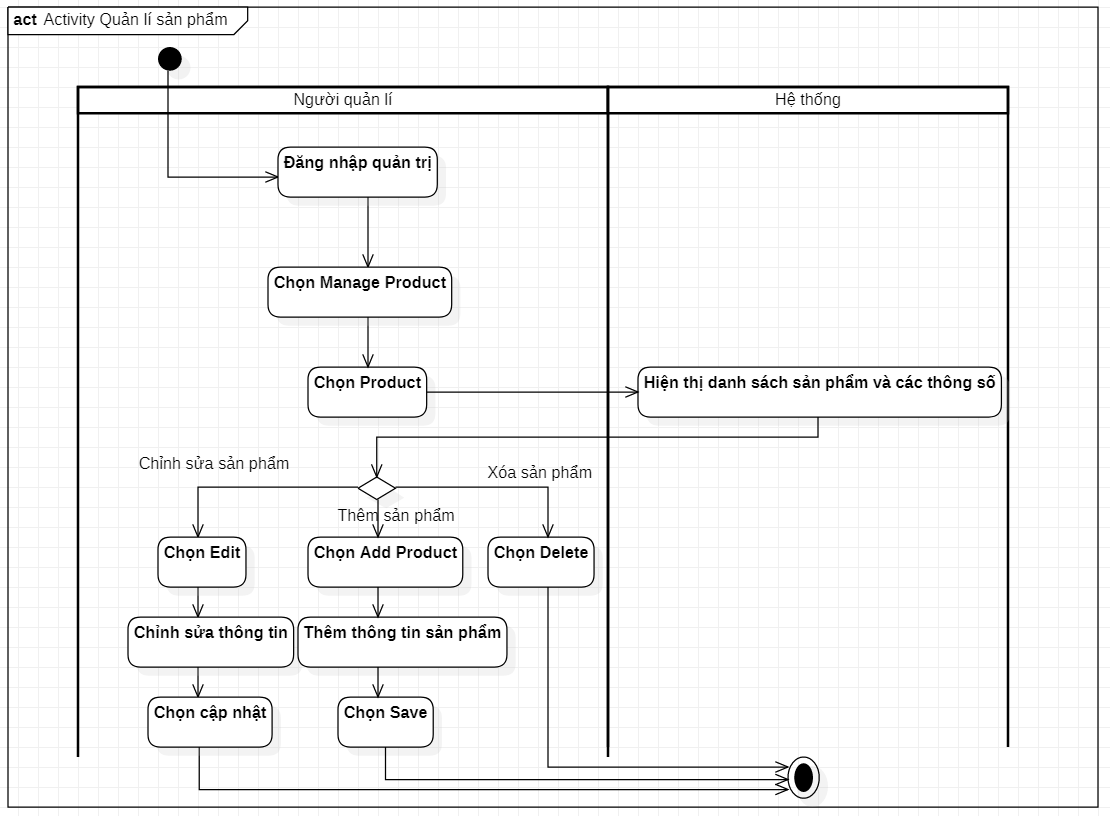 act Activity Quản lí sản phẩm
Người quản lí
Hệ thống
Đăng nhập quản trị
Chọn Manage Product
Chọn Product
Hiện thị danh sách sản phẩm và các thông số
Chỉnh sửa sản phẩm
Xóa sản phẩm
Thêm sản phẩm
Chọn Edit
Chọn Add Product
Chọn Delete
Chỉnh sửa thông tin
Thêm thông tin sản phẩm
Chọn cập nhật
Chọn Save